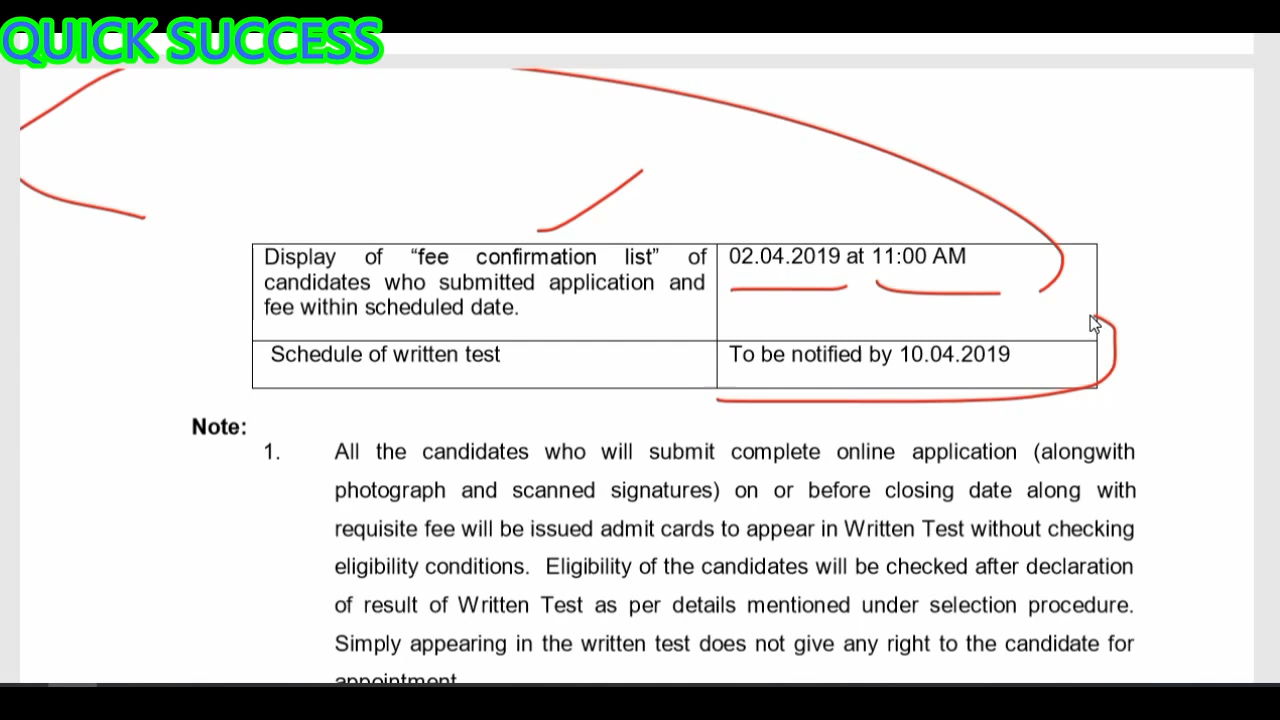 QUICK SUCCESS
Display of “fee confirmation list” of
candidates who submitted application and
fee within scheduled date.
02.04.2019 at 11:00 AM
Schedule of written test
To be notified by 10.04.2019
Note:
1. All the candidates who will submit complete online application (alongwith
photograph and scanned signatures) on or before closing date along with
requisite fee will be issued admit cards to appear in Written Test without checking
eligibility conditions. Eligibility of the candidates will be checked after declaration
of result of Written Test as per details mentioned under selection procedure.
Simply appearing in the written test does not give any right to the candidate for
appointment.